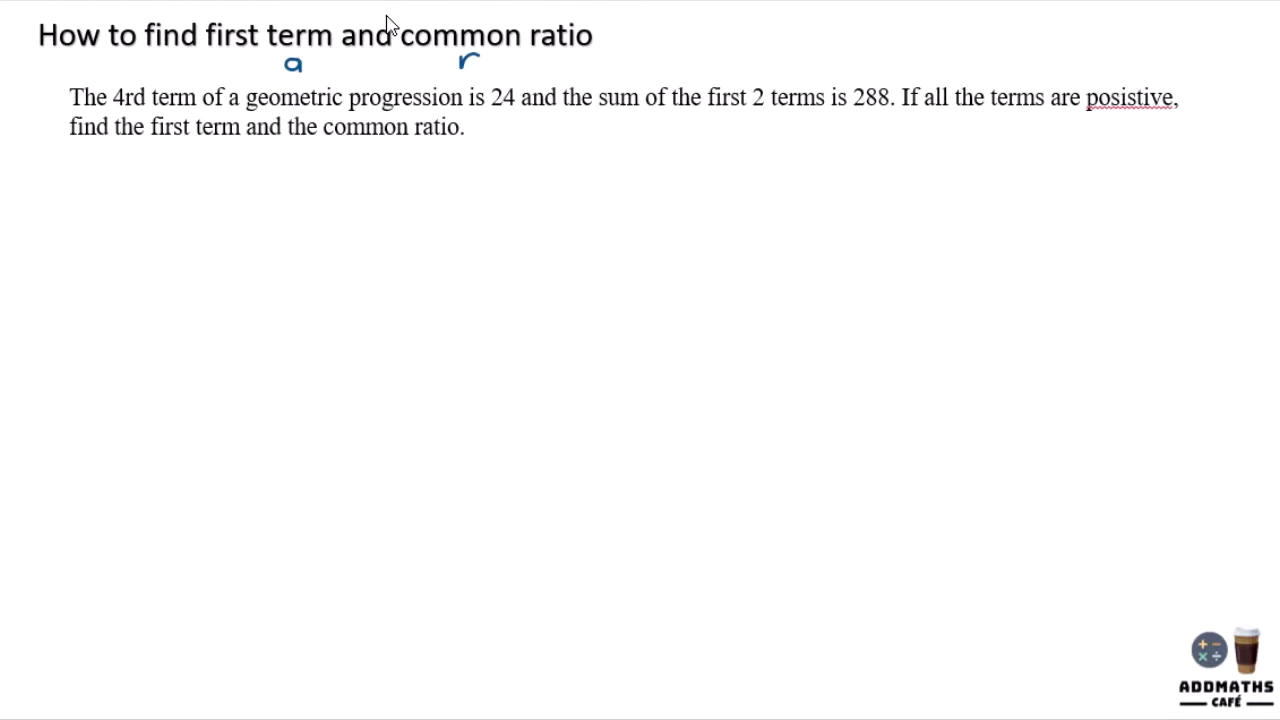 How to find first term and common ratio
a r
The 4rd term of a geometric progression is 24 and the sum of the first 2 terms is 288. If all the terms are posistive,
find the first term and the common ratio.
+ −
× ÷
ADDMATHS
CAFÉ